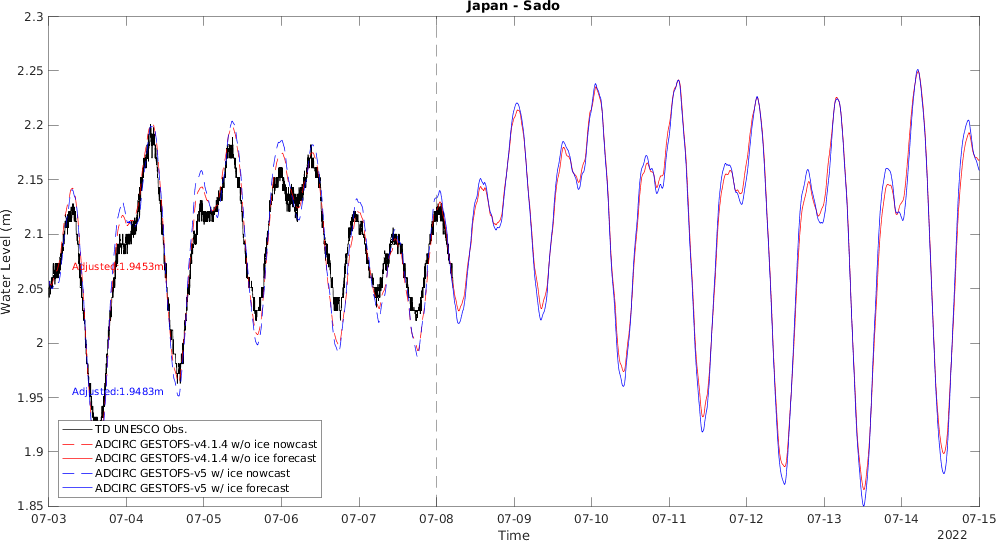 Japan - Sado
2.3
2.25
2.2
2.15
2.1
2.05
2
1.95
1.9
1.85
Water Level (m)
Adjusted:1.9453m
Adjusted:1.9483m
TD UNESCO Obs.
ADCIRC GESTOFS-v4.1.4 w/o ice nowcast
ADCIRC GESTOFS-v4.1.4 w/o ice forecast
ADCIRC GESTOFS-v5 w/ ice nowcast
ADCIRC GESTOFS-v5 w/ ice forecast
07-03 07-04 07-05 07-06 07-07 07-08 07-09 07-10 07-11 07-12 07-13 07-14 07-15
Time
2022